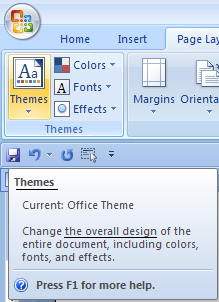 Home Insert Page Lay
Aa
Themes
Colors
Fonts
Effects
Margins Orienta
Themes
Themes
Current: Office Theme
Change the overall design of the
entire document, including colors,
fonts, and effects.
Press F1 for more help.